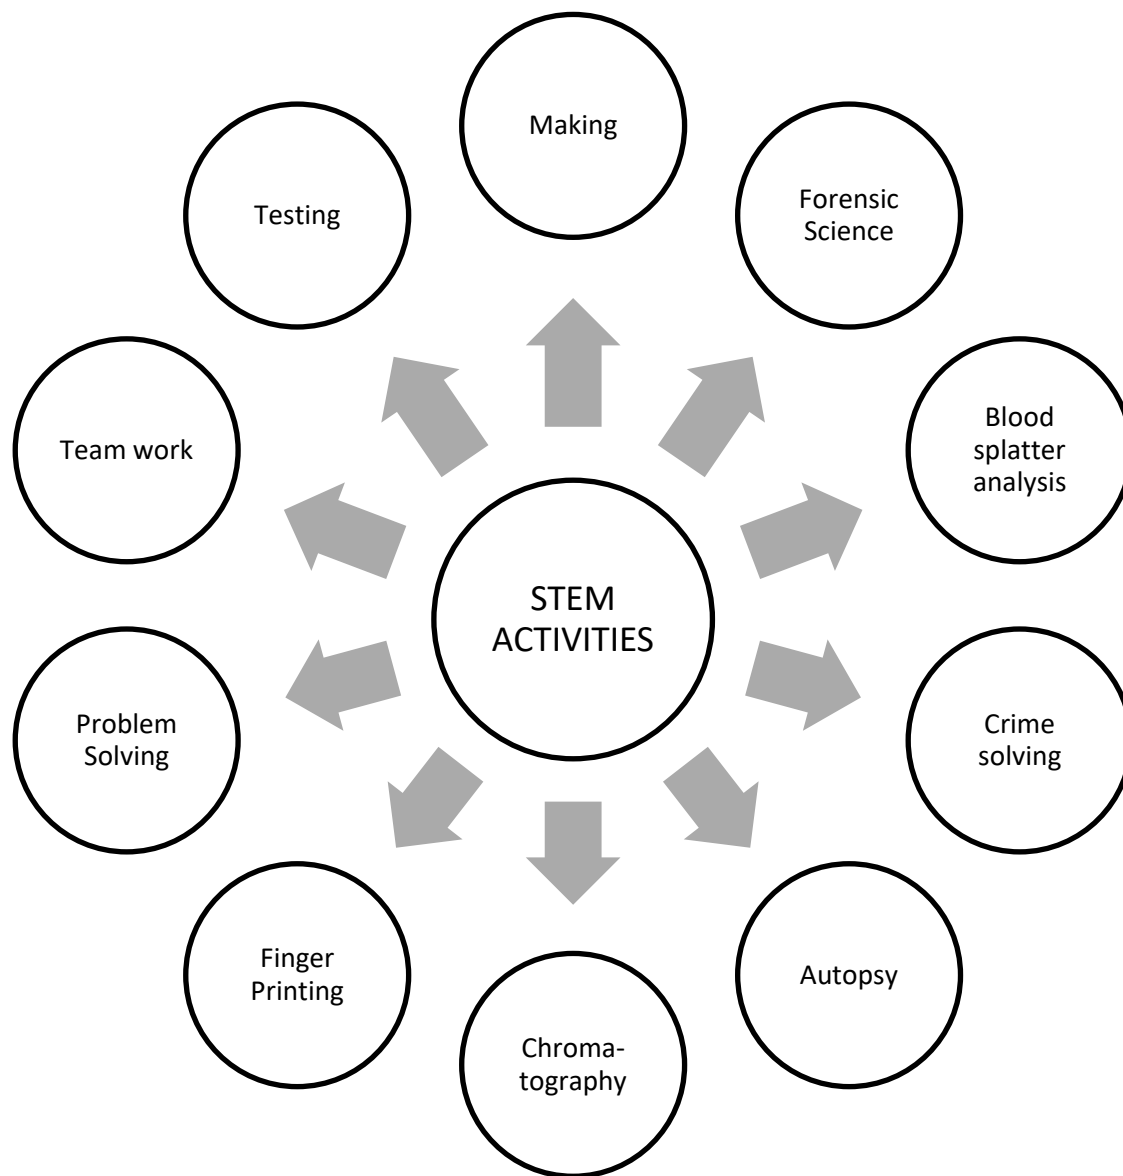 Making
Forensic
Science
Blood
splatter
analysis
Crime
solving
Autopsy
Chroma-
tography
Finger
Printing
Problem
Solving
Team work
Testing
STEM
ACTIVITIES